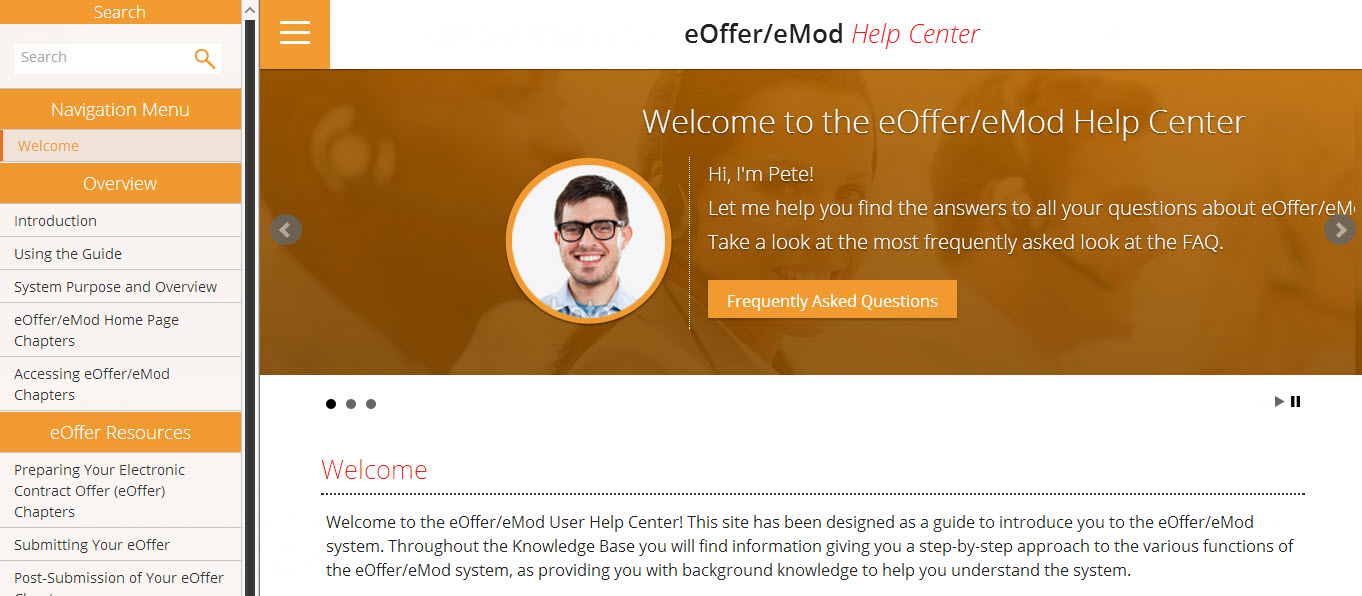 Search
Search
Navigation Menu
Welcome
Overview
Introduction
Using the Guide
System Purpose and Overview
eOffer/eMod Home Page
Chapters
Accessing eOffer/eMod
Chapters
eOffer Resources
Preparing Your Electronic
Contract Offer (eOffer)
Chapters
Submitting Your eOffer
Post-Submission of Your eOffer
eOffer/eMod Help Center
Welcome to the eOffer/eMod Help Center
Hi, I'm Pete!
Let me help you find the answers to all your questions about eOffer/eM
Take a look at the most frequently asked look at the FAQ.
Frequently Asked Questions
Welcome
Welcome to the eOffer/eMod User Help Center! This site has been designed as a guide to introduce you to the eOffer/eMod
system. Throughout the Knowledge Base you will find information giving you a step-by-step approach to the various functions of
the eOffer/eMod system, as providing you with background knowledge to help you understand the system.